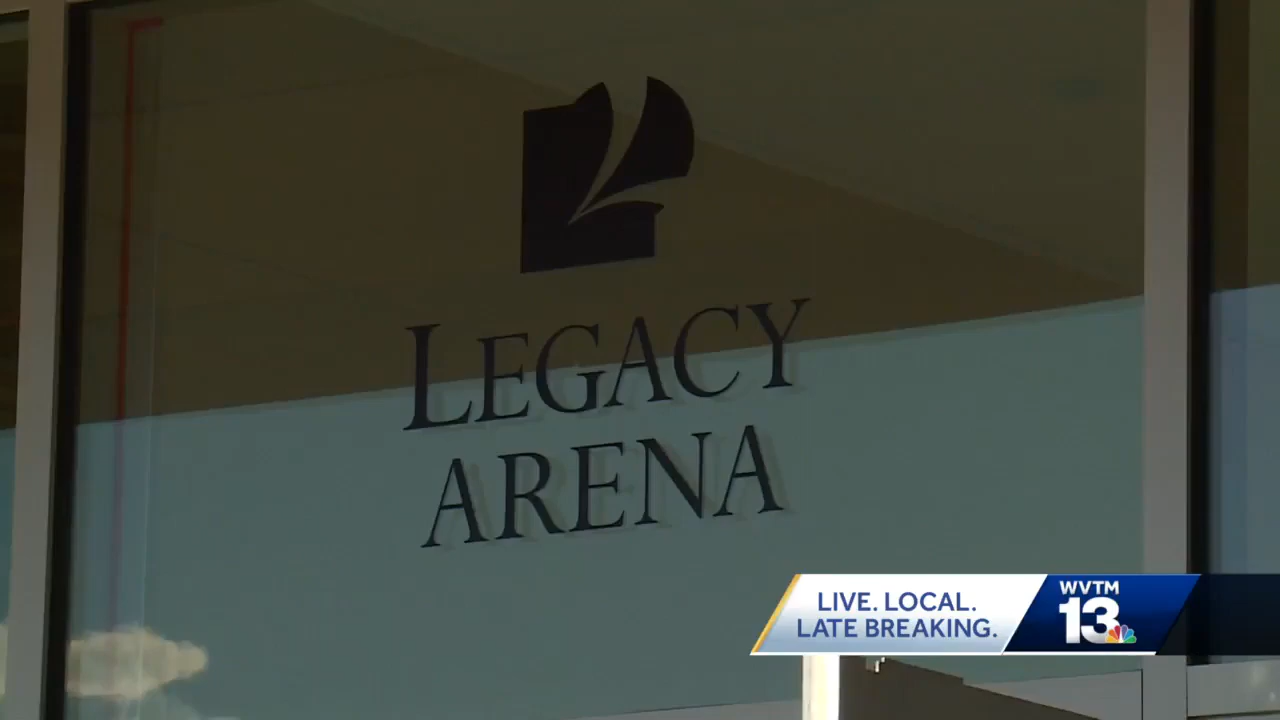 LEGACY
ARENA
LIVE. LOCAL.
LATE BREAKING.
WVTM
13